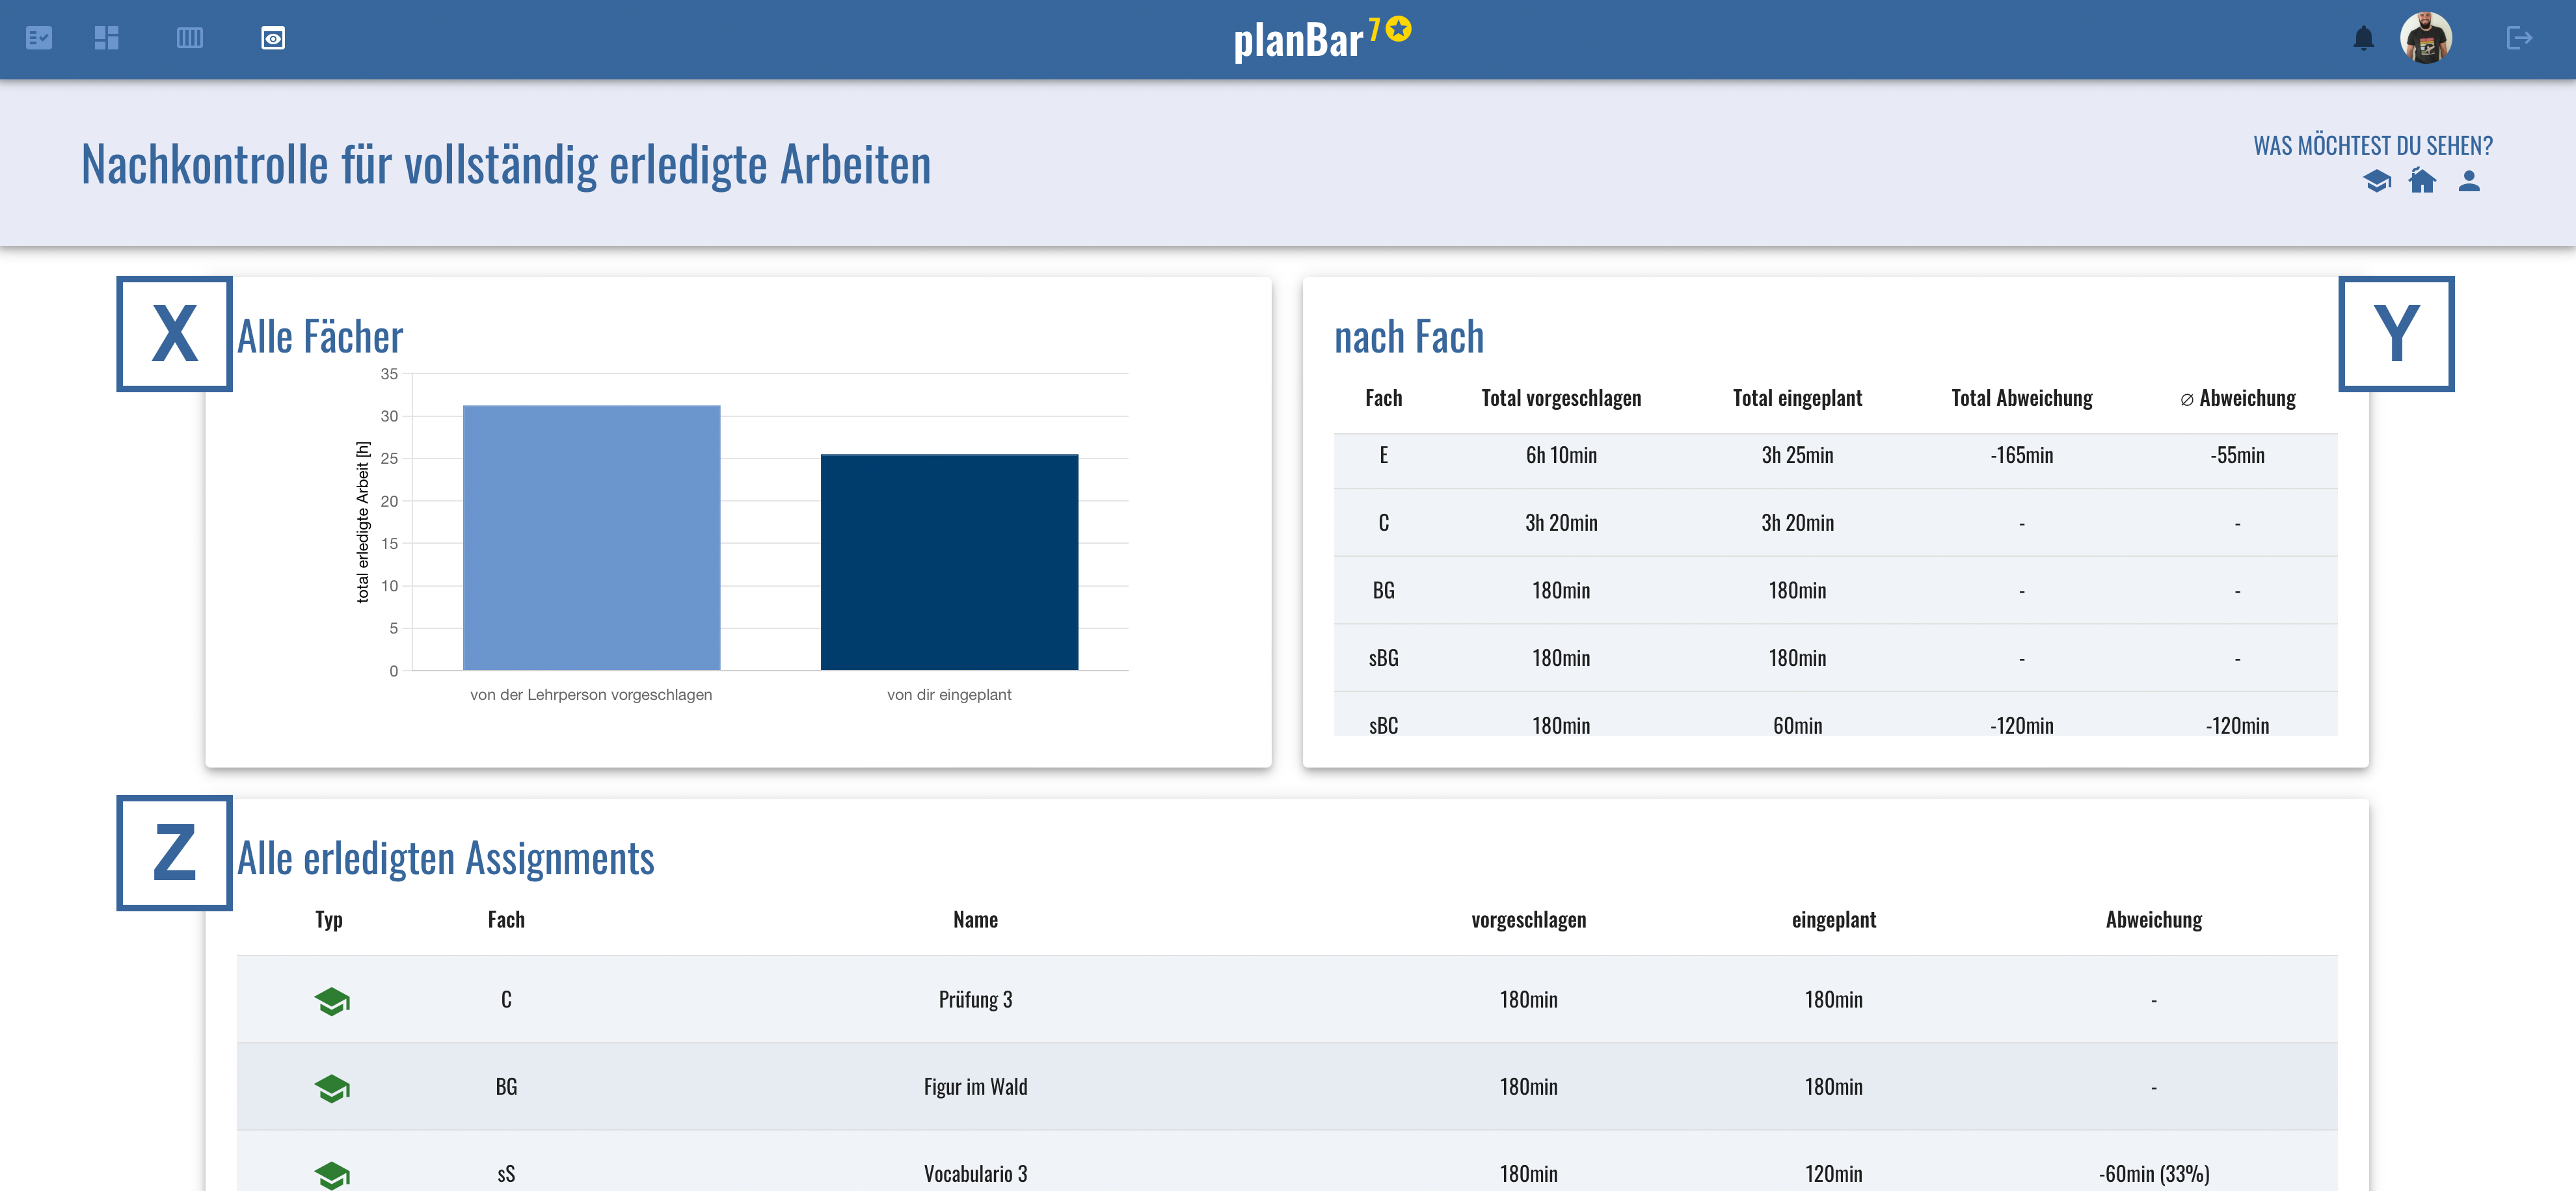 planBar 7
Nachkontrolle für vollständig erledigte Arbeiten
WAS MÖCHTEST DU SEHEN?
X
Alle Fächer
35
30
25
20
15
10
5
0
total erledigte Arbeit [h]
von der Lehrperson vorgeschlagen
von dir eingeplant
nach Fach
Y
Fach Total vorgeschlagen Total eingeplant Total Abweichung ∅ Abweichung
E 6h 10min 3h 25min -165min -55min
C 3h 20min 3h 20min - -
BG 180min 180min - -
sBG 180min 180min - -
sBC 180min 60min -120min -120min
Z
Alle erledigten Assignments
Typ Fach Name vorgeschlagen eingeplant Abweichung
C Prüfung 3 180min 180min -
BG Figur im Wald 180min 180min -
sS Vocabulario 3 180min 120min -60min (33%)